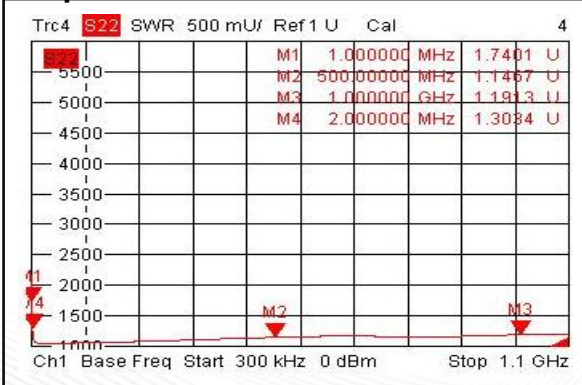 Trc4 S22 SWR 500 mU/ Ref 1 U Cal 4
S22
M1 1.000000 MHz 1.7401 U
5500
M2 500.00000 MHz 1.1467 U
M3 1.000000 GHz 1.1913 U
5000
M4 2.000000 MHz 1.3034 U
4500
4000
3500
3000
2500
M1
2000
M4
M2
M3
1500
1000
Ch1 Base Freq Start 300 kHz 0 dBm Stop 1.1 GHz